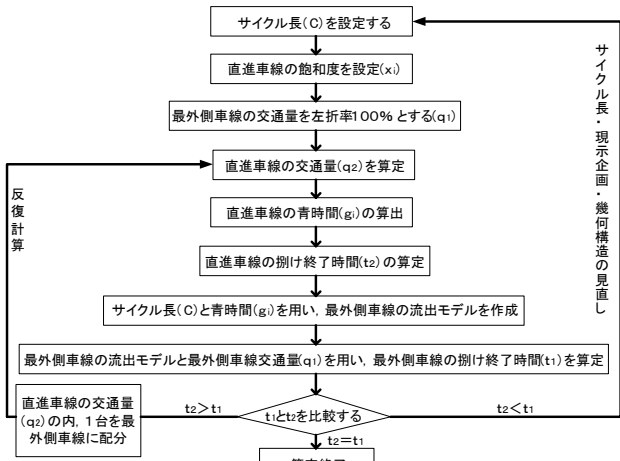 サイクル長(C)を設定する
直進車線の飽和度を設定(xi)
最外側車線の交通量を左折率100%とする(q1)
直進車線の交通量(q2)を算定
直進車線の青時間(gi)の算出
直進車線の捌け終了時間(t2)の算定
サイクル長(C)と青時間(gi)を用い，最外側車線の流出モデルを作成
最外側車線の流出モデルと最外側車線交通量(q1)を用い，最外側車線の捌け終了時間(t1)を算定
t1とt2を比較する
t2＞t1
t2＜t1
t2＝t1
直進車線の交通量
(q2)の内，1台を最
外側車線に配分
反復計算
サイクル長・現示企画・幾何構造の見直し
算定終了